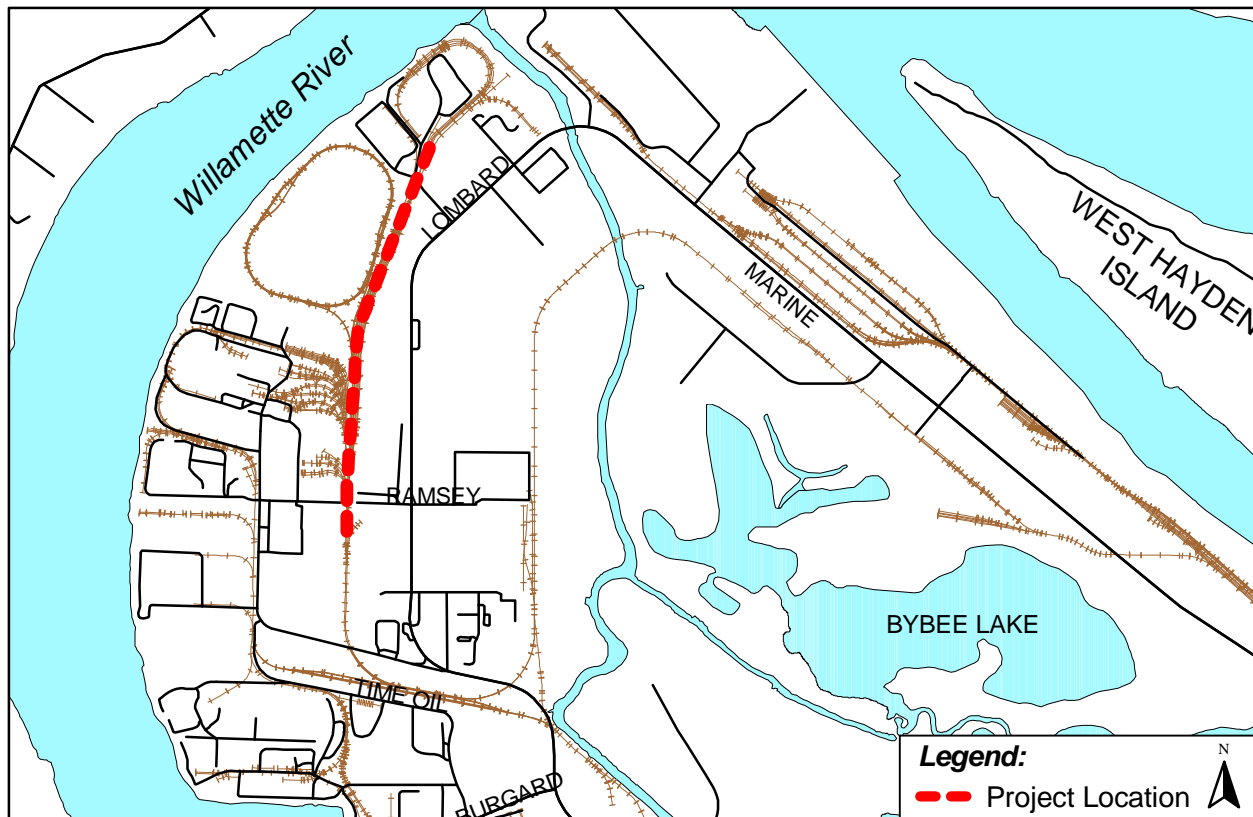 Willamette River
LOMBARD
WEST HAYDEN
ISLAND
MARINE
RAMSEY
BYBEE LAKE
TIME OIL
BURGARD
Legend:
Project Location
N